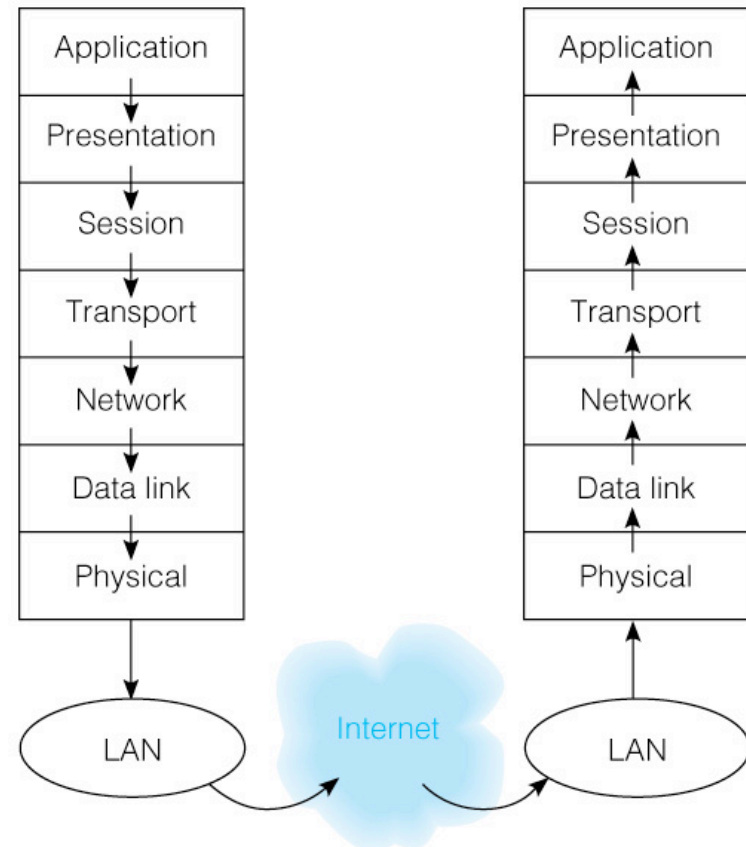 Application
Presentation
Session
Transport
Network
Data link
Physical
LAN
Internet
Application
Presentation
Session
Transport
Network
Data link
Physical
LAN